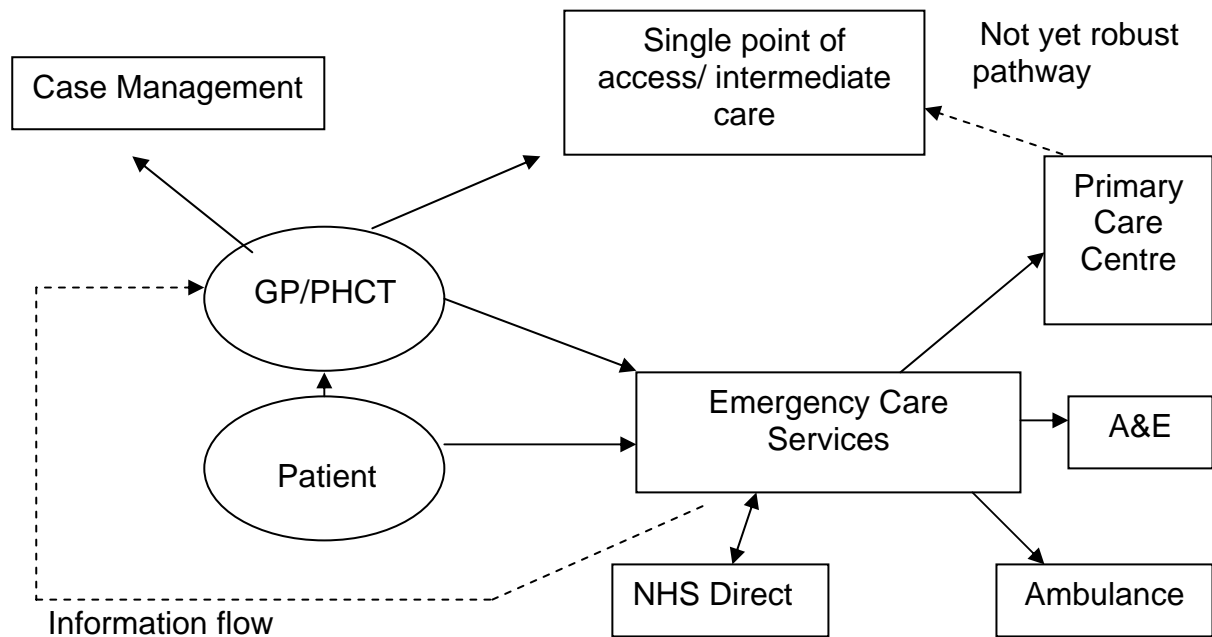 Case Management
Single point of
access/ intermediate
care
Not yet robust
pathway
Primary
Care
Centre
GP/PHCT
Emergency Care
Services
A&E
Patient
NHS Direct
Ambulance
Information flow